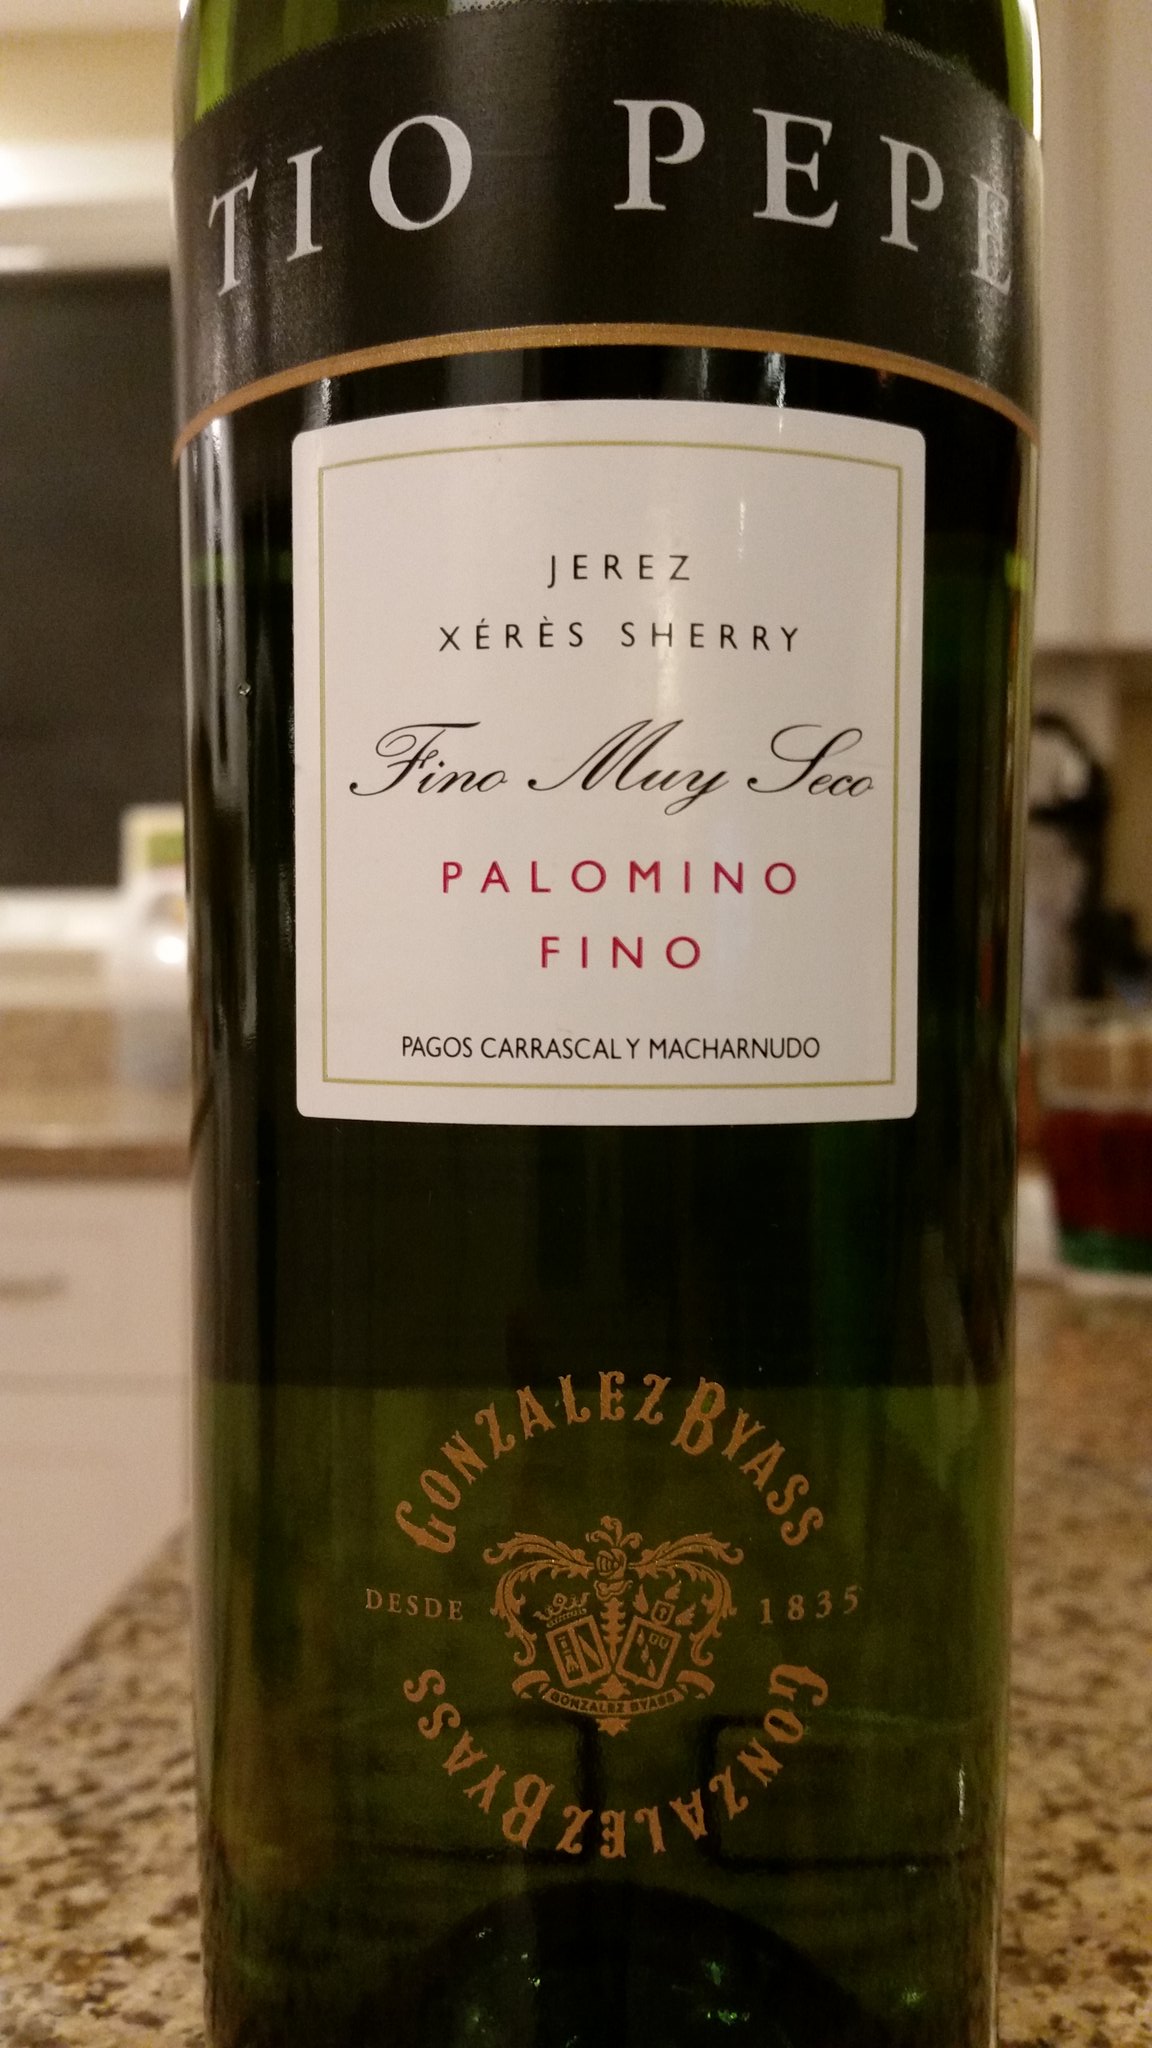 TIO PEPE
JEREZ
XÉRÈS SHERRY
Fino Muy Seco
PALOMINO
FINO
PAGOS CARRASCAL Y MACHARNUDO
GONZALEZ BYASS
DESDE 1835
GONZALEZ BYASS
GONZALEZ BYASS